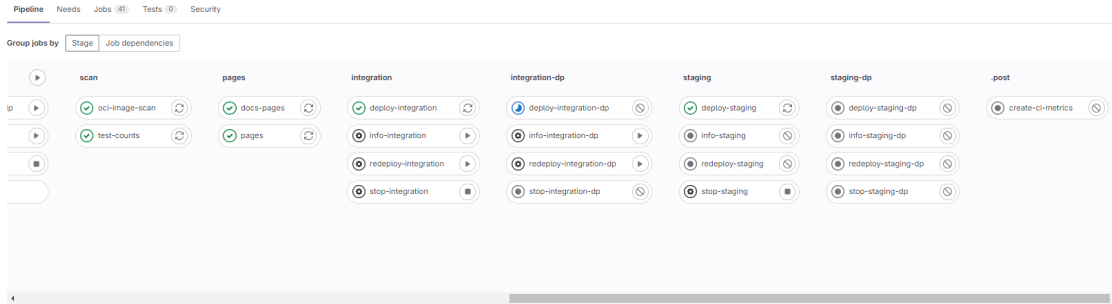 Pipeline Needs Jobs 41 Tests 0 Security
Group jobs by Stage Job dependencies
scan pages integration integration-dp staging staging-dp .post
oci-image-scan docs-pages deploy-integration deploy-integration-dp deploy-staging deploy-staging-dp create-ci-metrics
test-counts pages info-integration info-integration-dp info-staging info-staging-dp
redeploy-integration redeploy-integration-dp redeploy-staging redeploy-staging-dp
stop-integration stop-integration-dp stop-staging stop-staging-dp